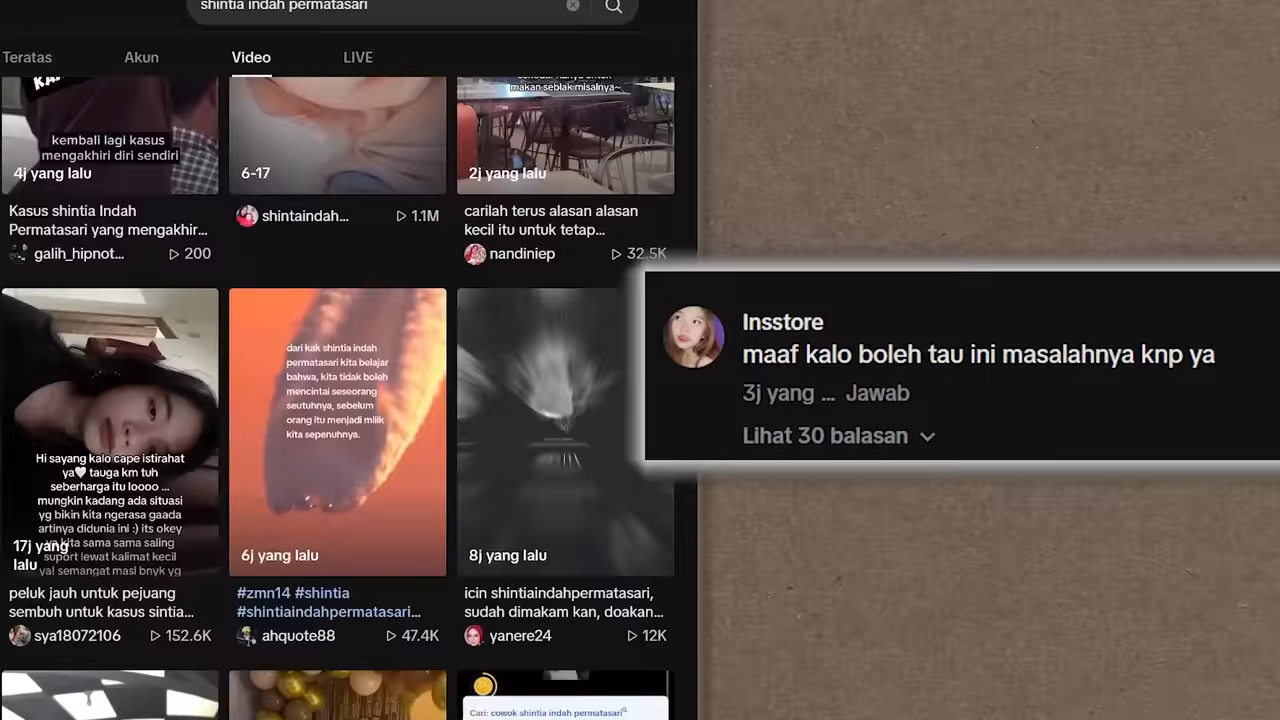 shintia indah permatasari
Teratas
Akun
Video
LIVE
kembali lagi kasus
mengakhiri diri sendiri
4j yang lalu
Kasus shintia Indah
Permatasari yang mengakhir...
galih_hipnot...
200
6-17
shintaindah...
1.1M
makan seblak misalnya~
2j yang lalu
carilah terus alasan alasan
kecil itu untuk tetap...
nandiniep
32.5K
Hi sayang kalo cape istirahat
ya🤍 tauga km tuh
seberharga itu loooo ...
mungkin kadang ada situasi
yg bikin kita ngerasa gaada
artinya didunia ini :) its okey
ya kita sama sama saling
suport lewat kalimat kecil
ya! semangat masi bnyk yg
17j yang
lalu
peluk jauh untuk pejuang
sembuh untuk kasus sintia...
sya18072106
152.6K
dari kak shintia indah
permatasari kita belajar
bahwa, kita tidak boleh
mencintai seseorang
seutuhnya, sebelum
orang itu menjadi milik
kita sepenuhnya.
6j yang lalu
#zmn14 #shintia
#shintiaindahpermatasari...
ahquote88
47.4K
8j yang lalu
icin shintiaindahpermatasari,
sudah dimakam kan, doakan...
yanere24
12K
Cari: cowok shintia indah permatasari
Insstore
maaf kalo boleh tau ini masalahnya knp ya
3j yang ... Jawab
Lihat 30 balasan